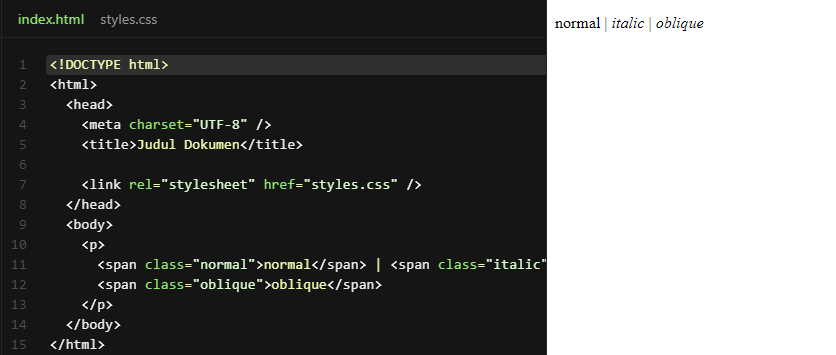 index.html styles.css
1 <!DOCTYPE html>
2 <html>
3 <head>
4 <meta charset="UTF-8" />
5 <title>Judul Dokumen</title>
6
7 <link rel="stylesheet" href="styles.css" />
8 </head>
9 <body>
10 <p>
11 <span class="normal">normal</span> | <span class="italic"
12 <span class="oblique">oblique</span>
13 </p>
14 </body>
15 </html>
normal | italic | oblique